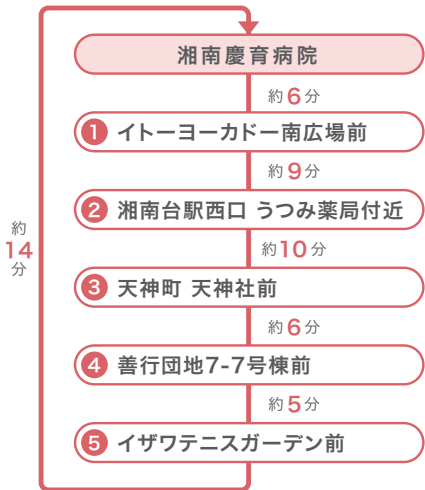 湘南慶育病院
約6分
1 イトーヨーカドー南広場前
約9分
2 湘南台駅西口 うつみ薬局付近
約10分
3 天神町 天神社前
約6分
4 善行団地7-7号棟前
約5分
5 イザワテニスガーデン前
約
14
分